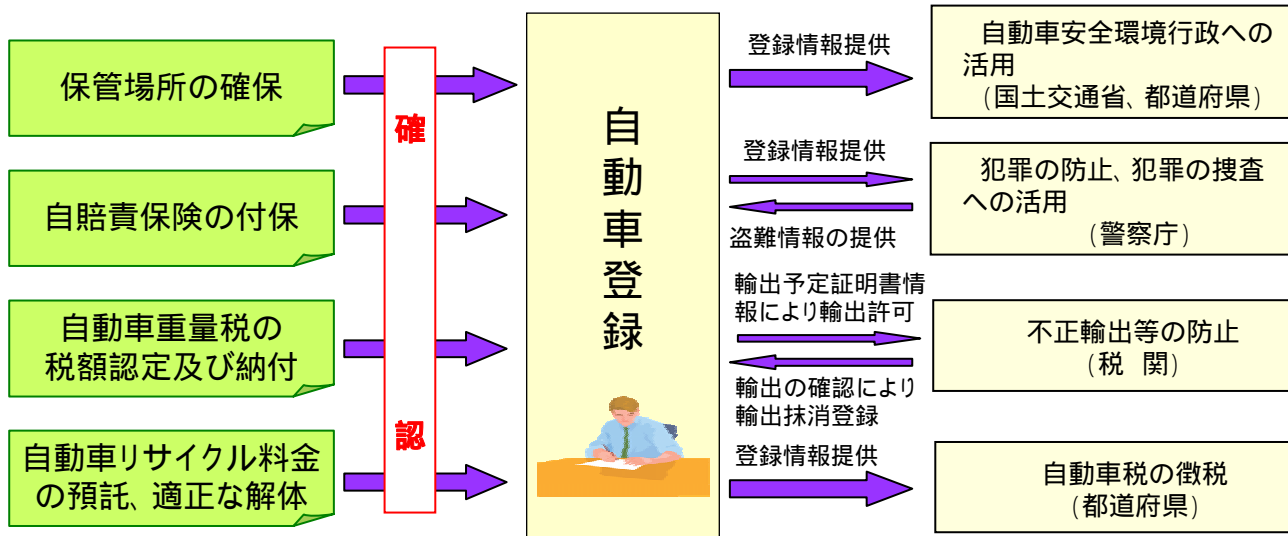 保管場所の確保
自賠責保険の付保
自動車重量税の
税額認定及び納付
自動車リサイクル料金
の預託、適正な解体
確
認
自動車登録
登録情報提供
登録情報提供
盗難情報の提供
輸出予定証明書情
報により輸出許可
輸出の確認により
輸出抹消登録
登録情報提供
自動車安全環境行政への
活用
(国土交通省、都道府県)
犯罪の防止、犯罪の捜査
への活用
(警察庁)
不正輸出等の防止
(税 関)
自動車税の徴税
(都道府県)